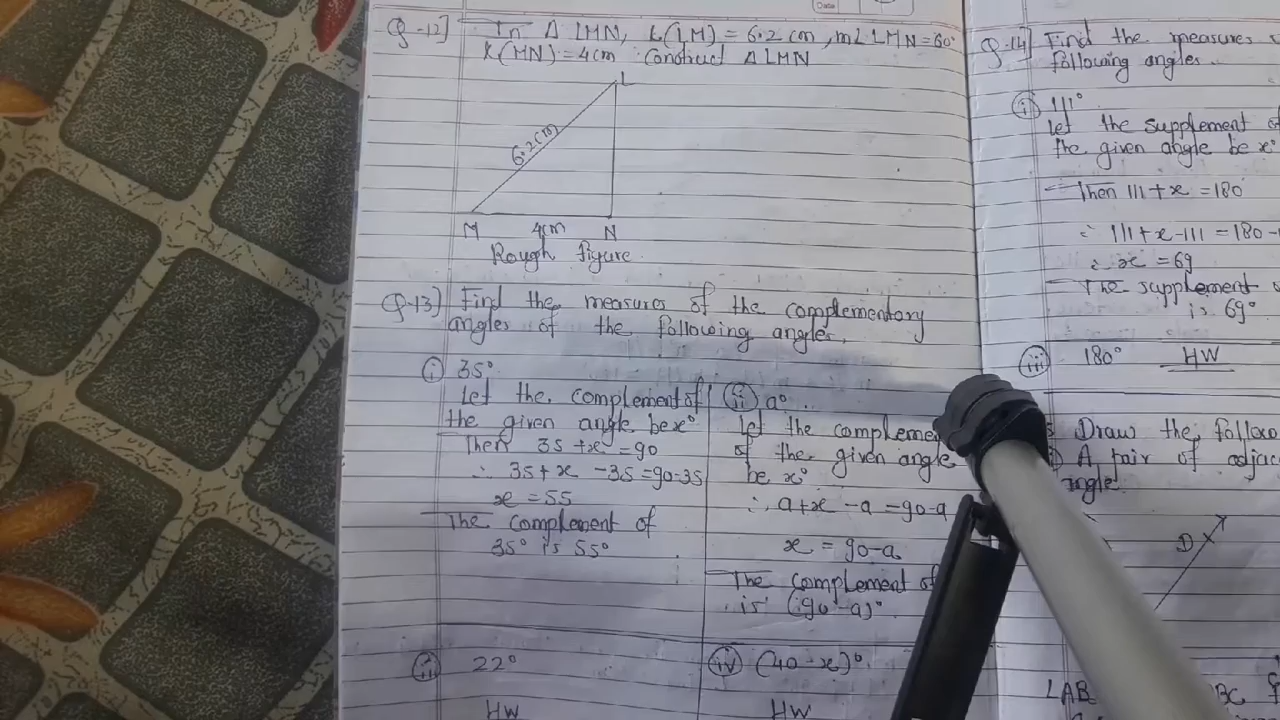 Date
Q-12] In Δ LMN, l(LM) = 6.2 cm, m∠LMN = 60°
l(MN) = 4cm Construct Δ LMN
L
6.2cm
M 4cm N
Rough figure
Q-13] Find the measures of the complementory
angles of the following angles.
i 35°
Let the complement of
the given angle be x°
Then 35 + x = 90
∴ 35 + x - 35 = 90 - 35
x = 55
The complement of
35° is 55°
ii a°
Let the
of the given angle
be x°
∴ a + x - a = 90 - a
x = 90 - a
The complement of
is (90 - a)°
22°
HW
iv (40 - x)°
HW
Q-14] Find the measures
following angles.
i 111°
Let the supplement of
the given angle be x°
Then 111 + x = 180
∴ 111 + x - 111 = 180 -
∴ x = 69
The supplement
is 69°
iii 180° HW
Draw the
A pair of
angle.
D